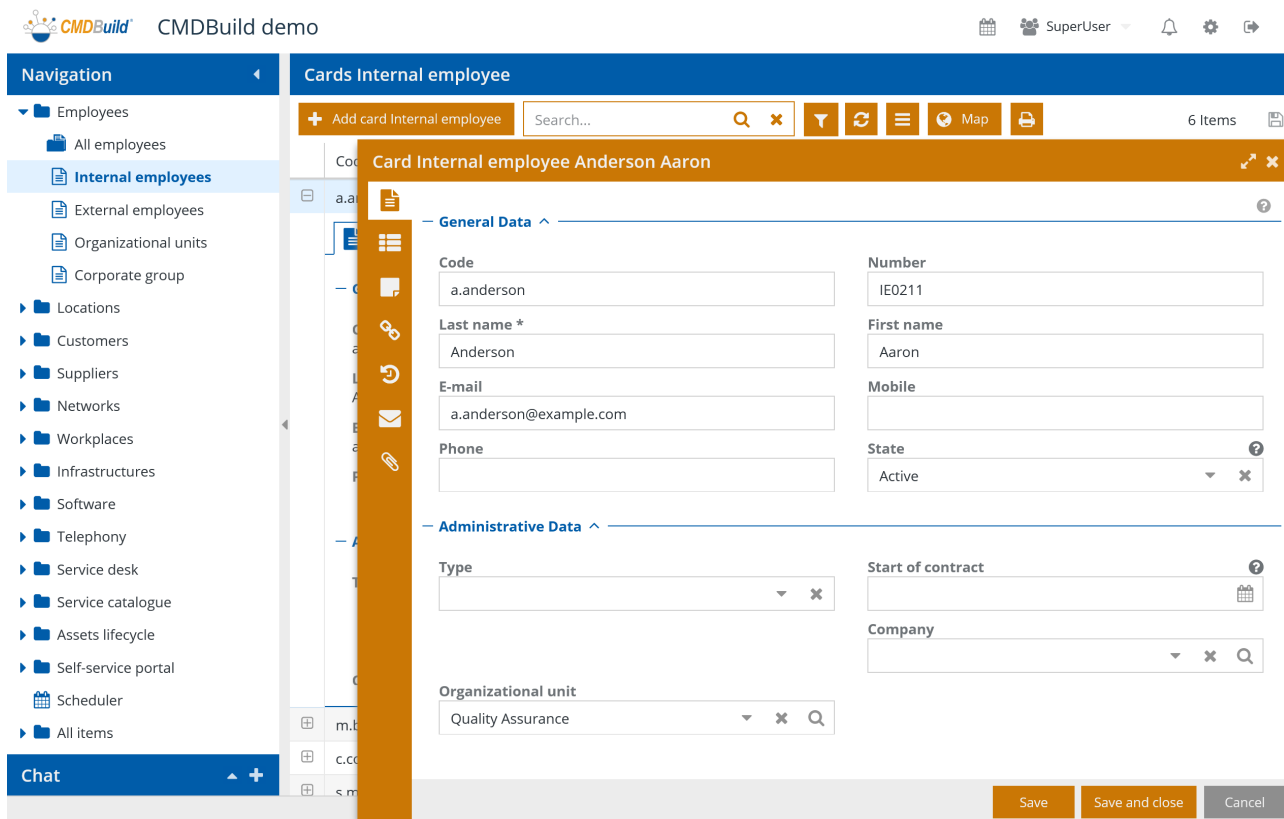 CMDBuild CMDBuild demo SuperUser
Navigation
Cards Internal employee
Employees
All employees
Internal employees
External employees
Organizational units
Corporate group
Locations
Customers
Suppliers
Networks
Workplaces
Infrastructures
Software
Telephony
Service desk
Service catalogue
Assets lifecycle
Self-service portal
Scheduler
All items
Chat
Add card Internal employee Search... Map 6 Items
Card Internal employee Anderson Aaron
General Data
Code Number
a.anderson IE0211
Last name * First name
Anderson Aaron
E-mail Mobile
a.anderson@example.com
Phone State
Active
Administrative Data
Type Start of contract
Company
Organizational unit
Quality Assurance
Save Save and close Cancel